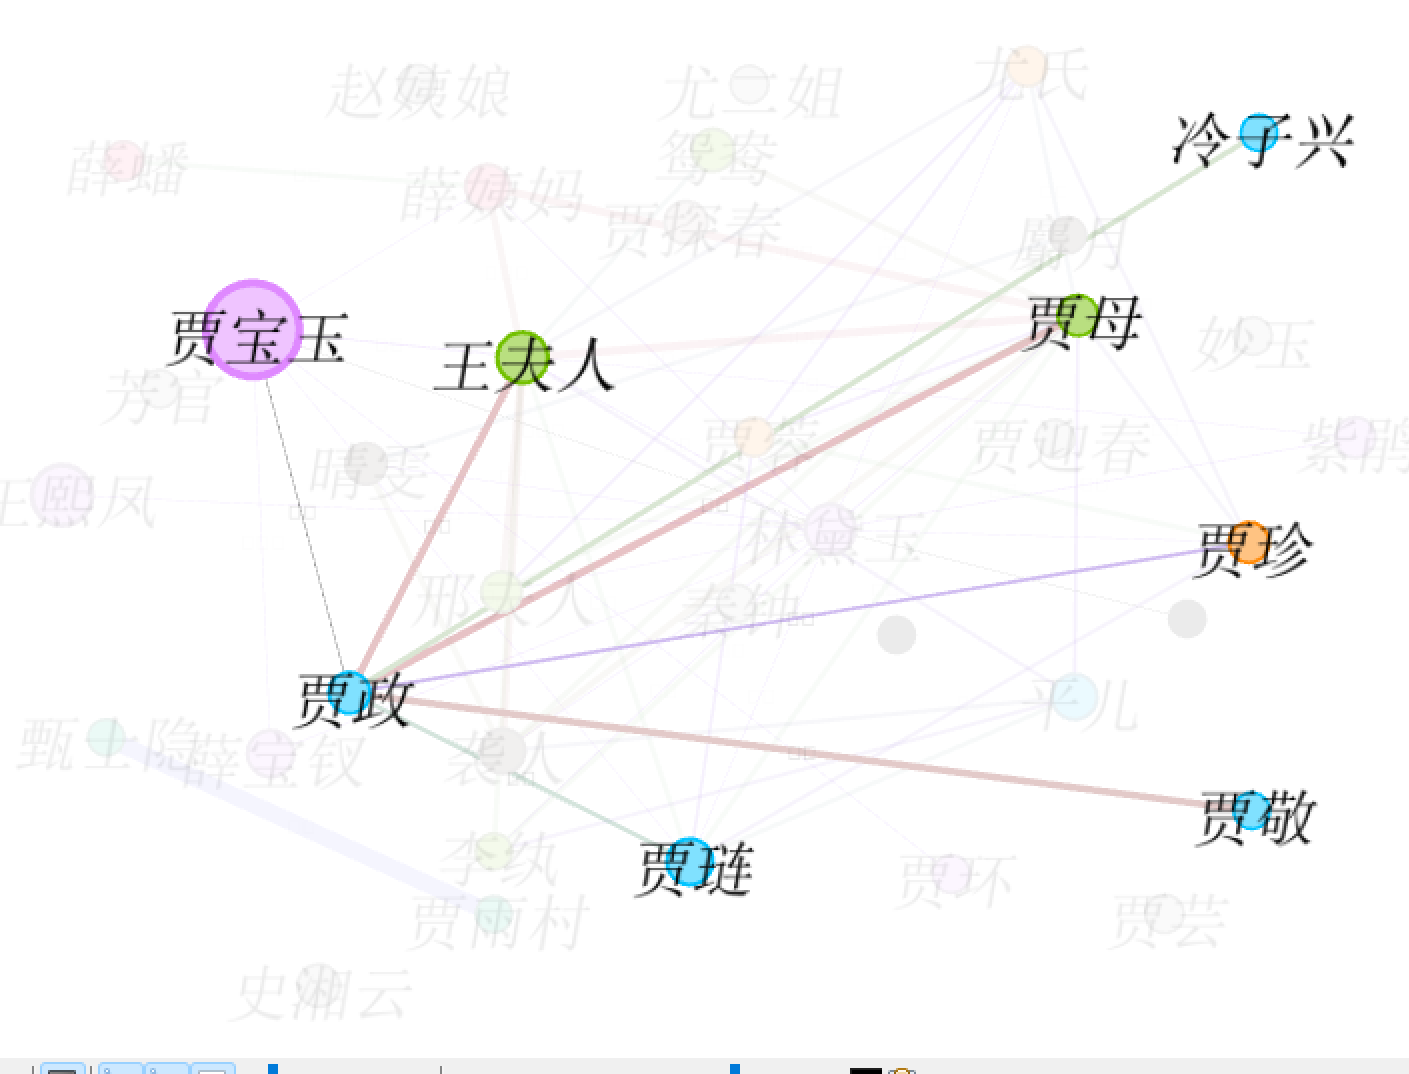 尤氏
赵姨娘
尤二姐
冷子兴
鸳鸯
薛蟠
薛姨妈
贾探春
麝月
贾宝玉
贾母
王夫人
妙玉
芳官
贾蓉
贾迎春
紫鹃
晴雯
王熙凤
林黛玉
贾珍
邢夫人
秦钟
贾政
平儿
甄士隐
薛宝钗
袭人
贾敬
李纨
贾琏
贾环
贾雨村
贾芸
史湘云